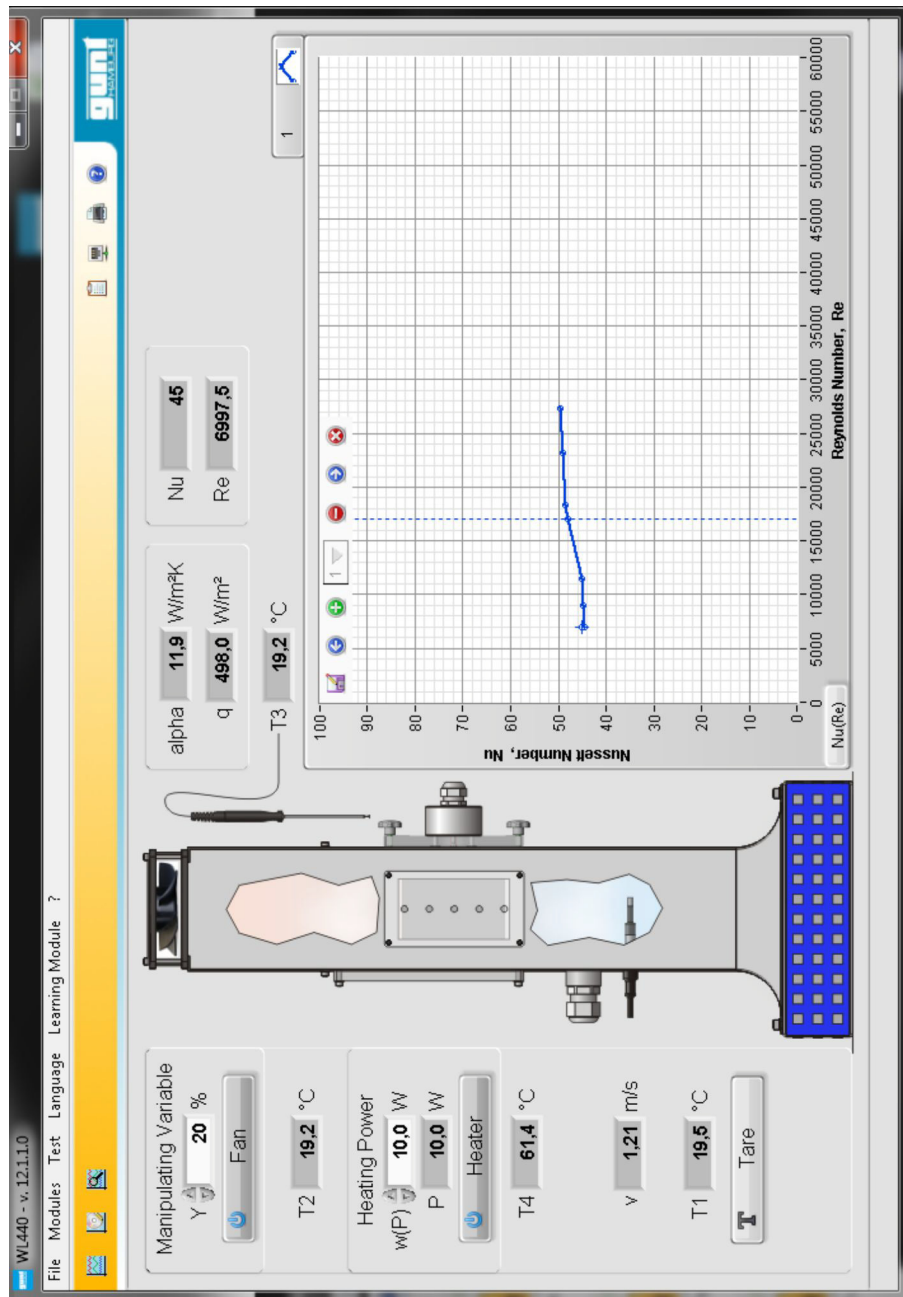 WL440 - v. 12.1.1.0
File Modules Test Language Learning Module ?
gunt
HAMBURG
Manipulating Variable
Y 20 %
Fan
T2 19,2 °C
Heating Power
w(P) 10,0 W
P 10,0 W
Heater
T4 61,4 °C
v 1,21 m/s
T1 19,5 °C
T Tare
alpha 11,9 W/m²K
q 498,0 W/m²
Nu 45
Re 6997,5
T3 19,2 °C
1
1
100
90
80
70
60
50
40
30
20
10
0
Nusselt Number, Nu
0 5000 10000 15000 20000 25000 30000 35000 40000 45000 50000 55000 60000
Reynolds Number, Re
Nu(Re)